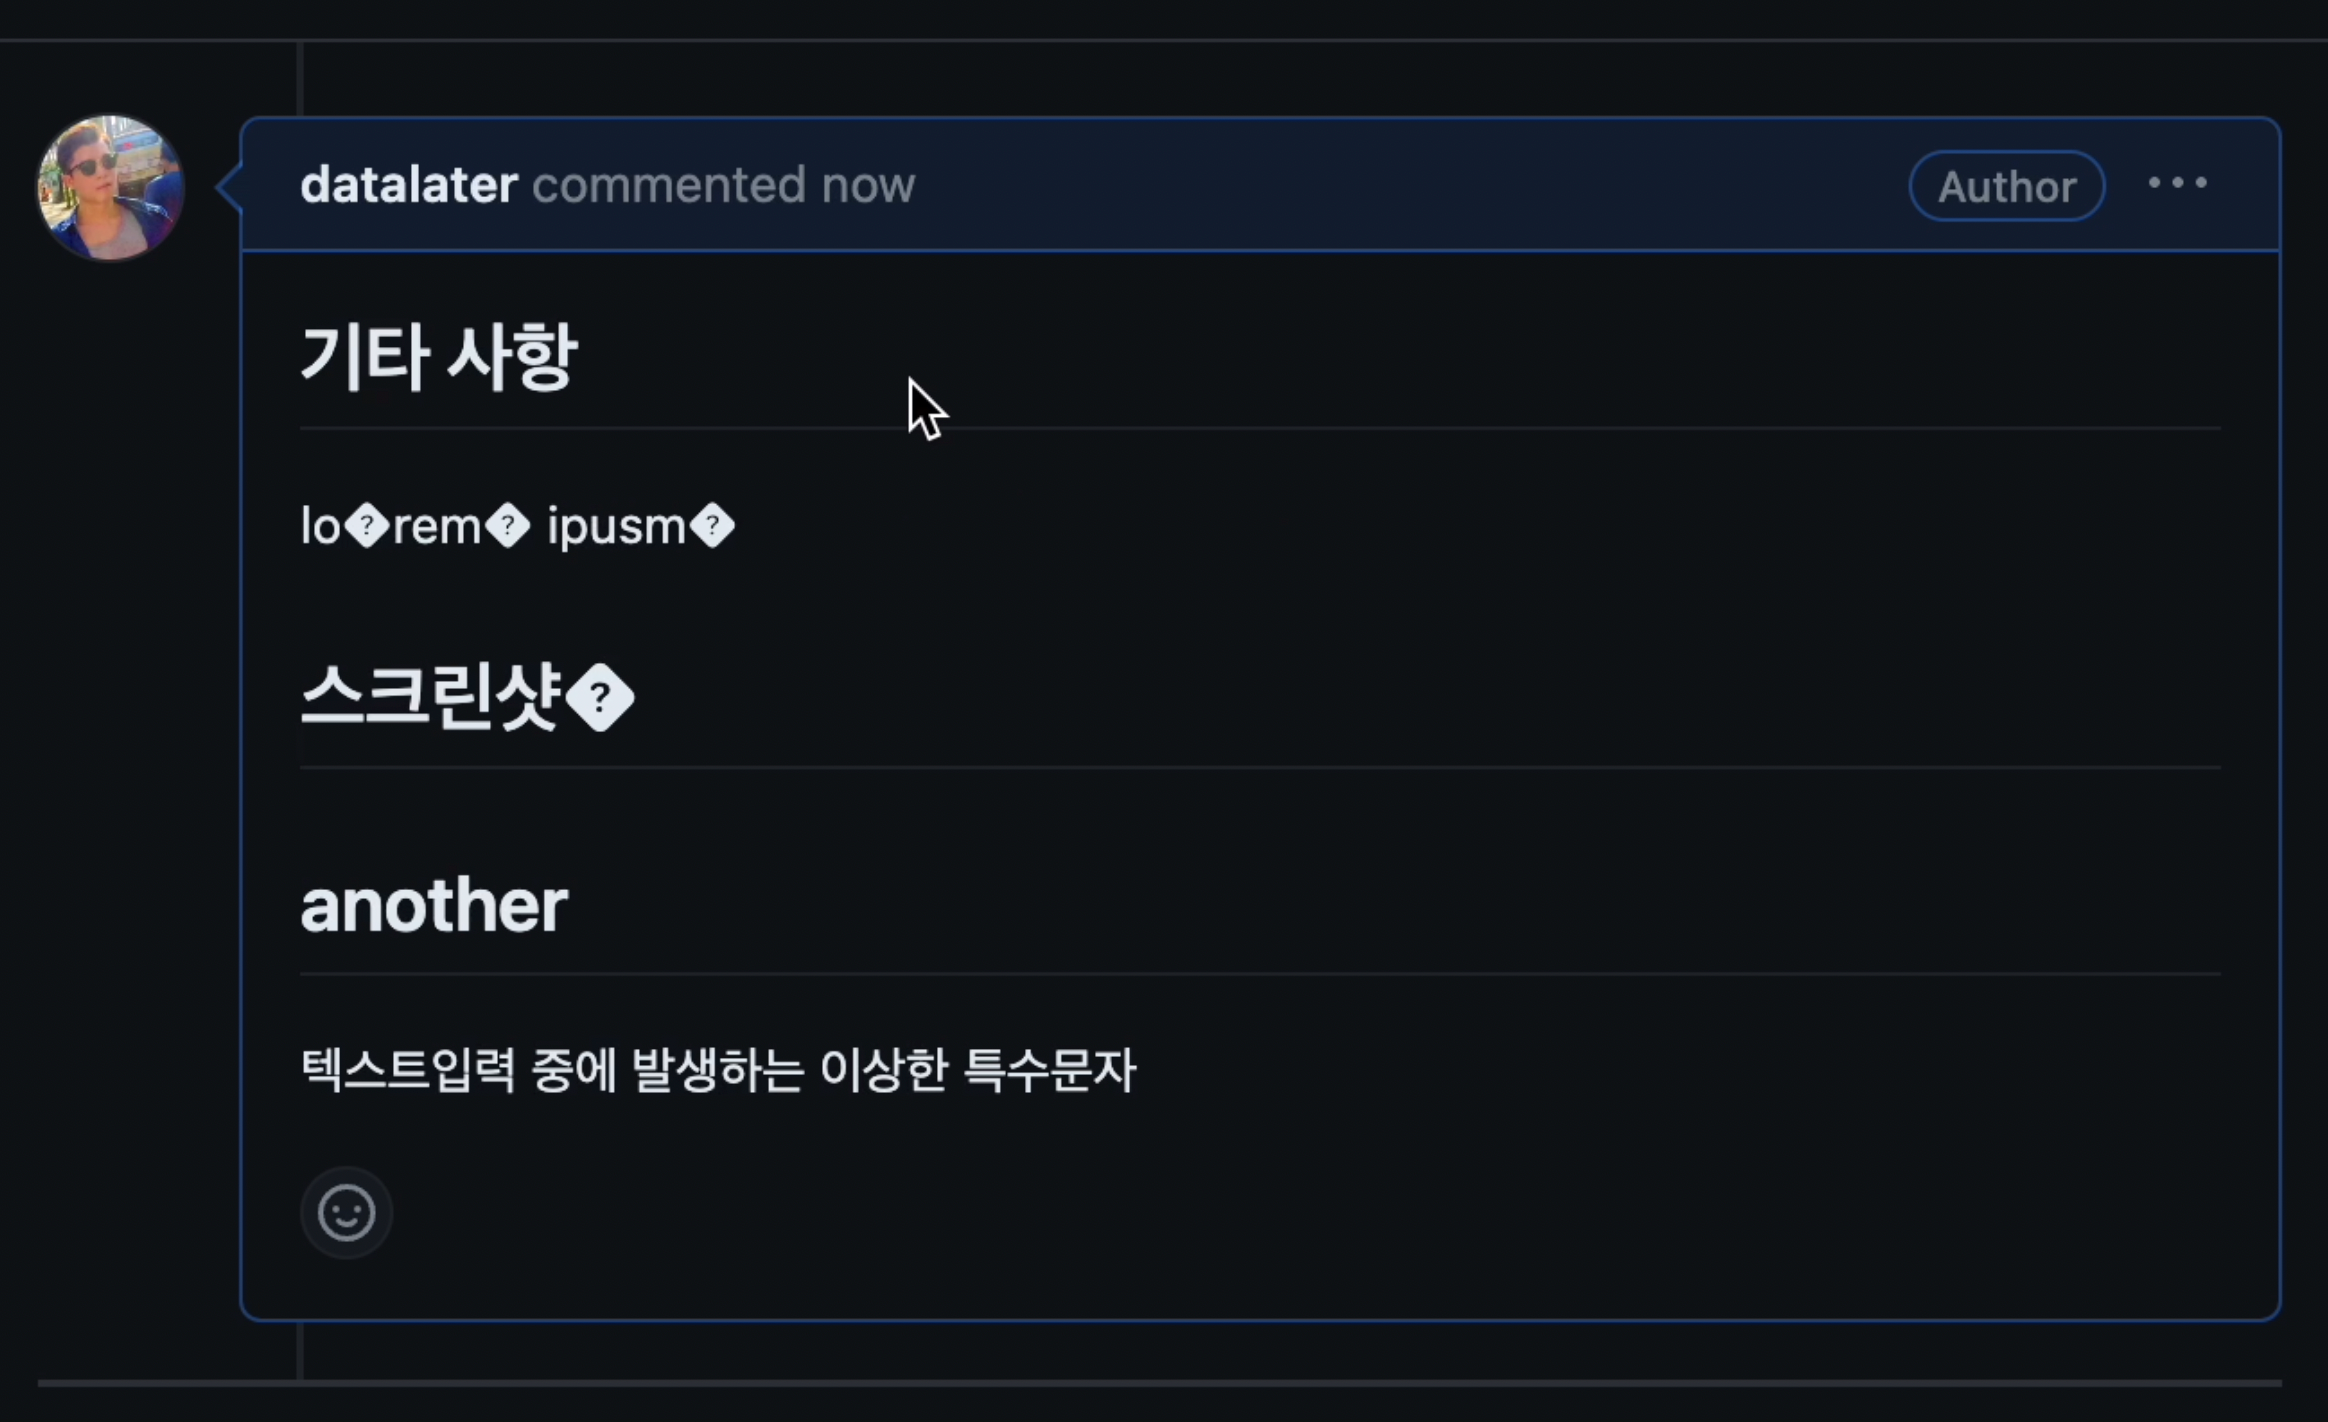 datalater commented now
Author
기타 사항
lo�rem� ipusm�
스크린샷�
another
텍스트입력 중에 발생하는 이상한 특수문자